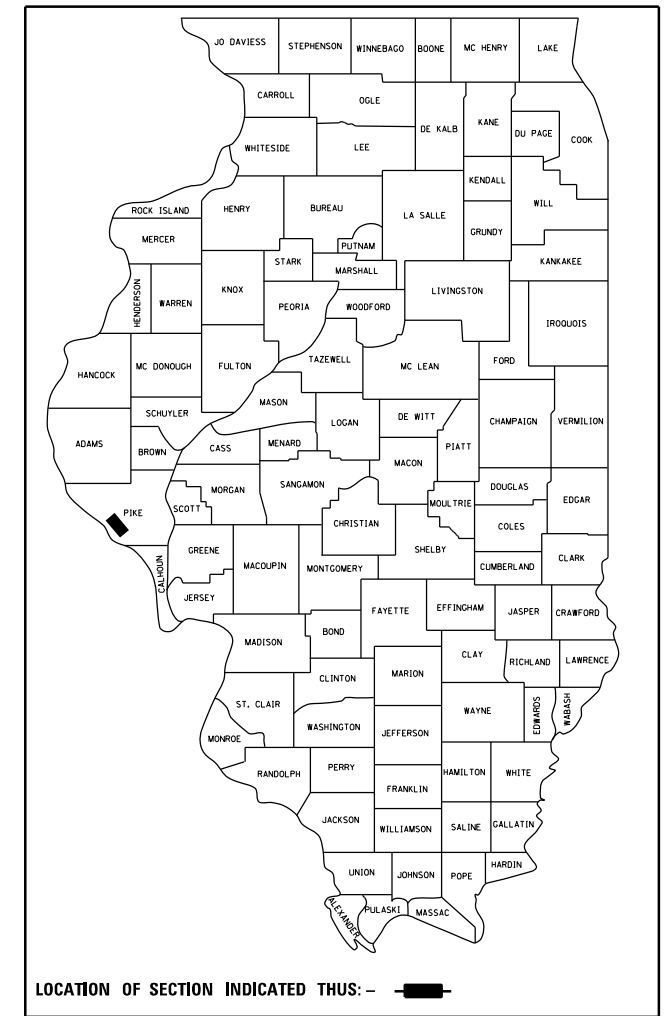 JO DAVIESS STEPHENSON WINNEBAGO BOONE MC HENRY LAKE
CARROLL OGLE DE KALB KANE DU PAGE COOK
WHITESIDE LEE
KENDALL WILL
ROCK ISLAND HENRY BUREAU LA SALLE
MERCER PUTNAM GRUNDY
STARK MARSHALL KANKAKEE
HENDERSON WARREN KNOX PEORIA WOODFORD LIVINGSTON IROQUOIS
HANCOCK MC DONOUGH FULTON TAZEWELL MC LEAN FORD
SCHUYLER MASON LOGAN DE WITT CHAMPAIGN VERMILION
ADAMS BROWN CASS MENARD PIATT
MACON
MORGAN SANGAMON DOUGLAS EDGAR
PIKE SCOTT CHRISTIAN MOULTRIE COLES
GREENE MACOUPIN MONTGOMERY SHELBY CUMBERLAND CLARK
CALHOUN JERSEY
FAYETTE EFFINGHAM JASPER CRAWFORD
MADISON BOND
CLAY RICHLAND LAWRENCE
CLINTON MARION
ST. CLAIR WAYNE EDWARDS WABASH
MONROE WASHINGTON JEFFERSON
RANDOLPH PERRY HAMILTON WHITE
FRANKLIN
JACKSON WILLIAMSON SALINE GALLATIN
UNION JOHNSON POPE HARDIN
ALEXANDER PULASKI MASSAC
LOCATION OF SECTION INDICATED THUS: –